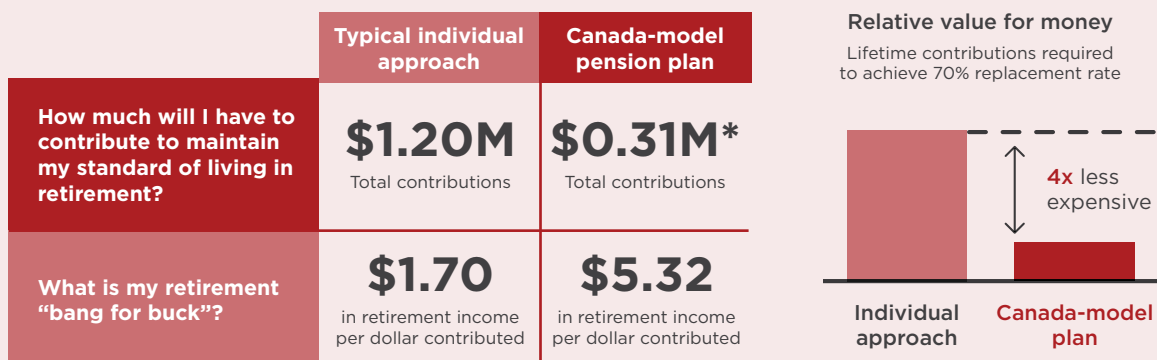 Typical individual
approach
Canada-model
pension plan
How much will I have to
contribute to maintain
my standard of living in
retirement?
$1.20M
Total contributions
$0.31M*
Total contributions
What is my retirement
“bang for buck”?
$1.70
in retirement income
per dollar contributed
$5.32
in retirement income
per dollar contributed
Relative value for money
Lifetime contributions required
to achieve 70% replacement rate
4x less
expensive
Individual
approach
Canada-model
plan